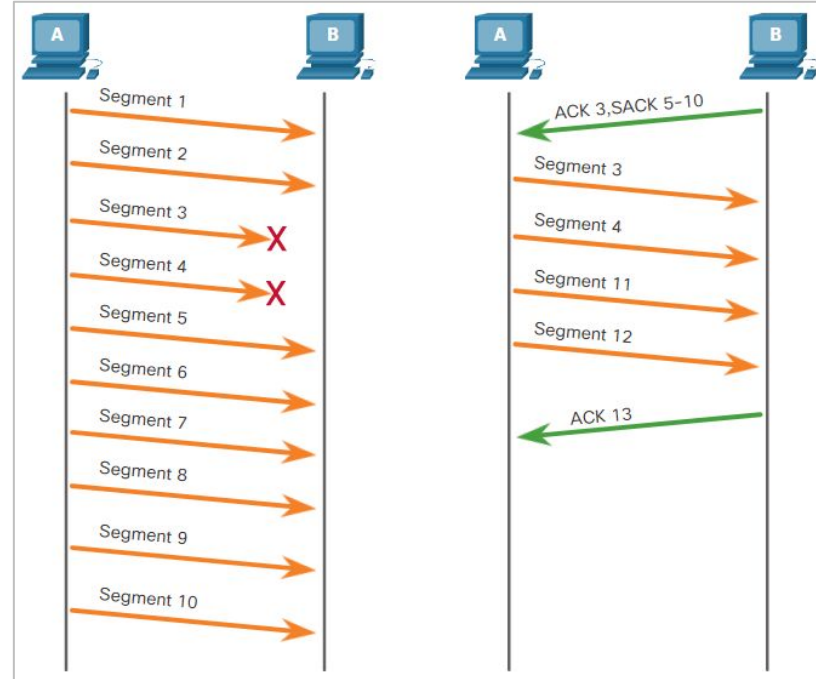 A
B
Segment 1
Segment 2
Segment 3
X
Segment 4
X
Segment 5
Segment 6
Segment 7
Segment 8
Segment 9
Segment 10
A
B
ACK 3,SACK 5-10
Segment 3
Segment 4
Segment 11
Segment 12
ACK 13